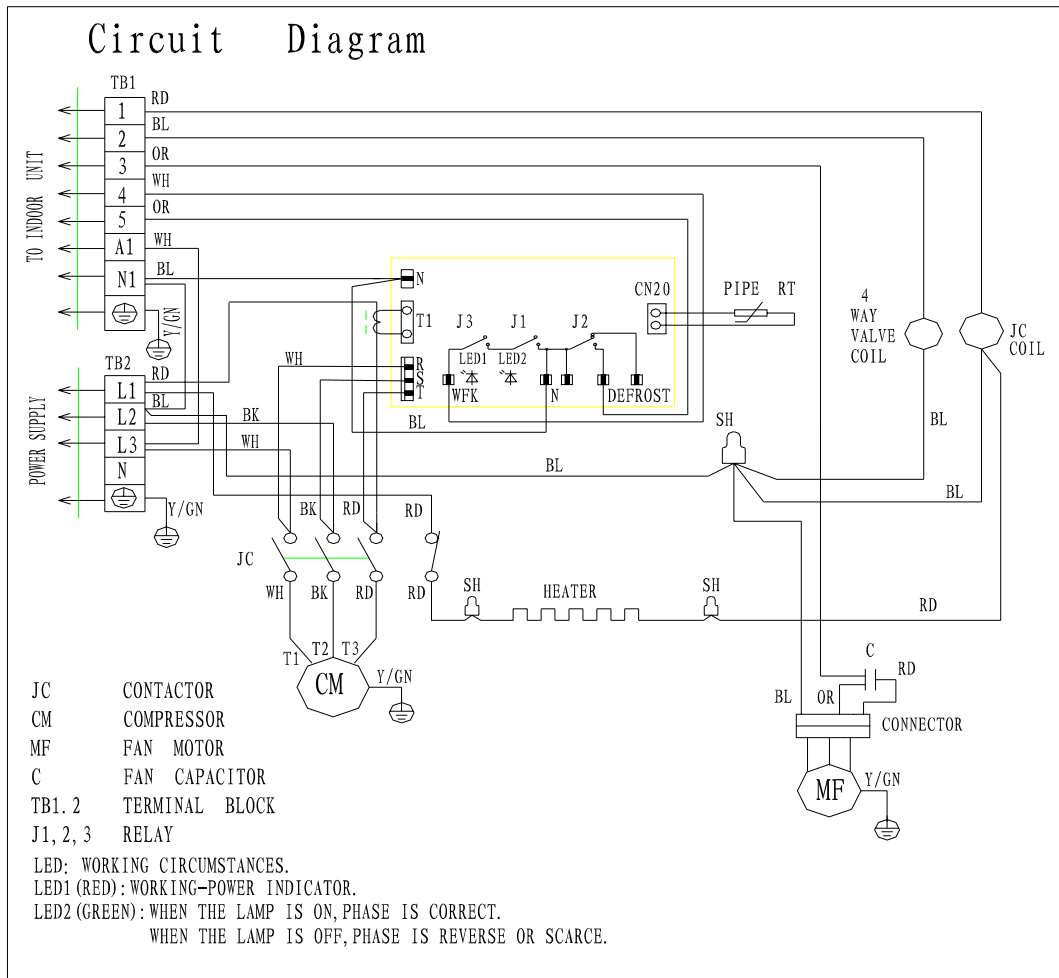 Circuit Diagram
TB1
1
RD
2
BL
3
OR
4
WH
5
OR
A1
WH
N1
BL
Y/GN
TO INDOOR UNIT
TB2
L1
RD
L2
BL
BK
L3
WH
N
Y/GN
POWER SUPPLY
N
T1
J3
J1
J2
CN20
PIPE RT
LED1
LED2
R
S
T
WFK
N
DEFROST
WH
BL
4
WAY
VALVE
COIL
JC
COIL
SH
BL
BL
BL
BK
RD
RD
JC
WH
BK
RD
RD
SH
HEATER
SH
RD
T1
T2
T3
CM
Y/GN
C
RD
BL
OR
CONNECTOR
MF
Y/GN
JC CONTACTOR
CM COMPRESSOR
MF FAN MOTOR
C FAN CAPACITOR
TB1.2 TERMINAL BLOCK
J1,2,3 RELAY
LED: WORKING CIRCUMSTANCES.
LED1(RED):WORKING-POWER INDICATOR.
LED2(GREEN):WHEN THE LAMP IS ON,PHASE IS CORRECT.
WHEN THE LAMP IS OFF,PHASE IS REVERSE OR SCARCE.